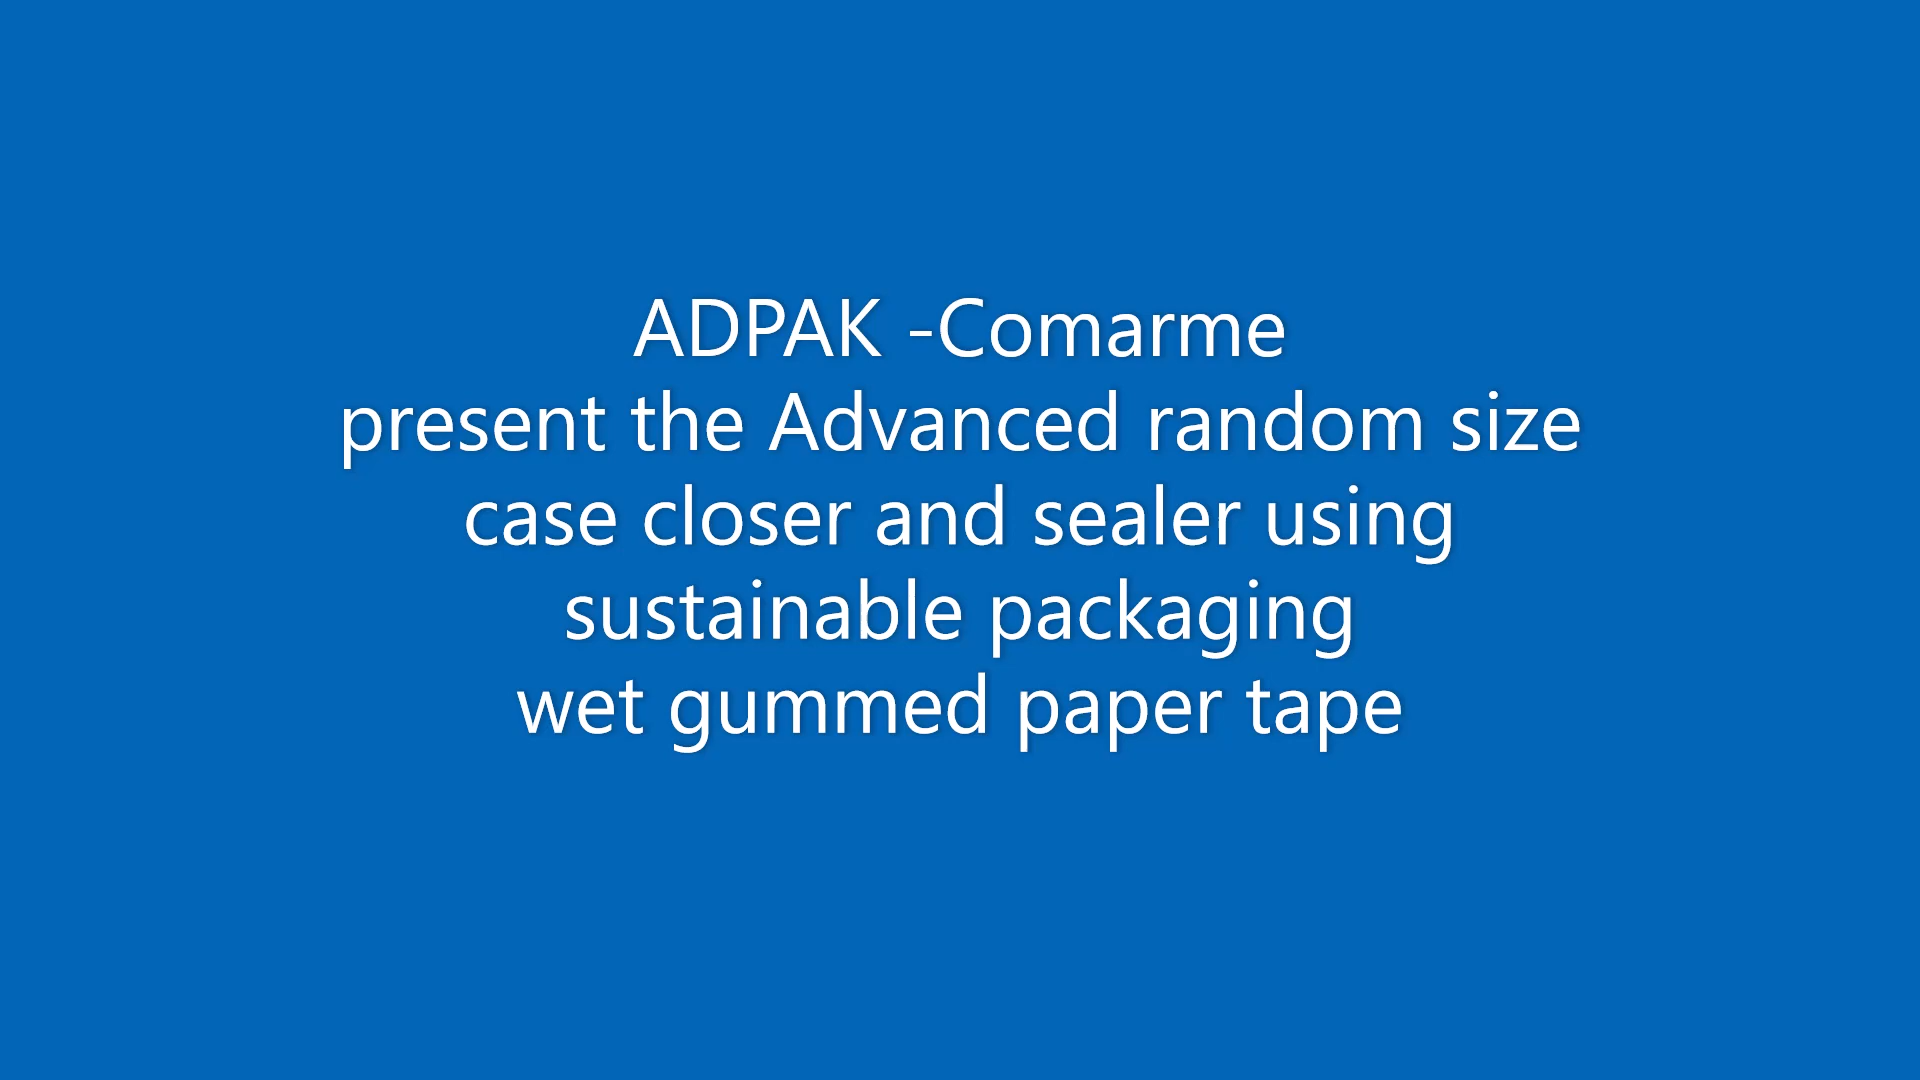 ADPAK -Comarme
present the Advanced random size
case closer and sealer using
sustainable packaging
wet gummed paper tape